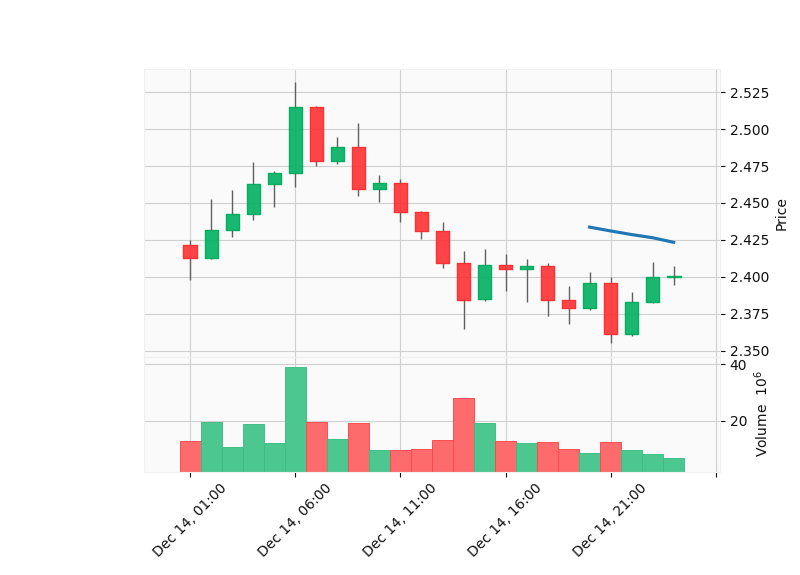 2.525
2.500
2.475
2.450
2.425
2.400
2.375
2.350
Price
40
20
Volume 10⁶
Dec 14, 01:00
Dec 14, 06:00
Dec 14, 11:00
Dec 14, 16:00
Dec 14, 21:00